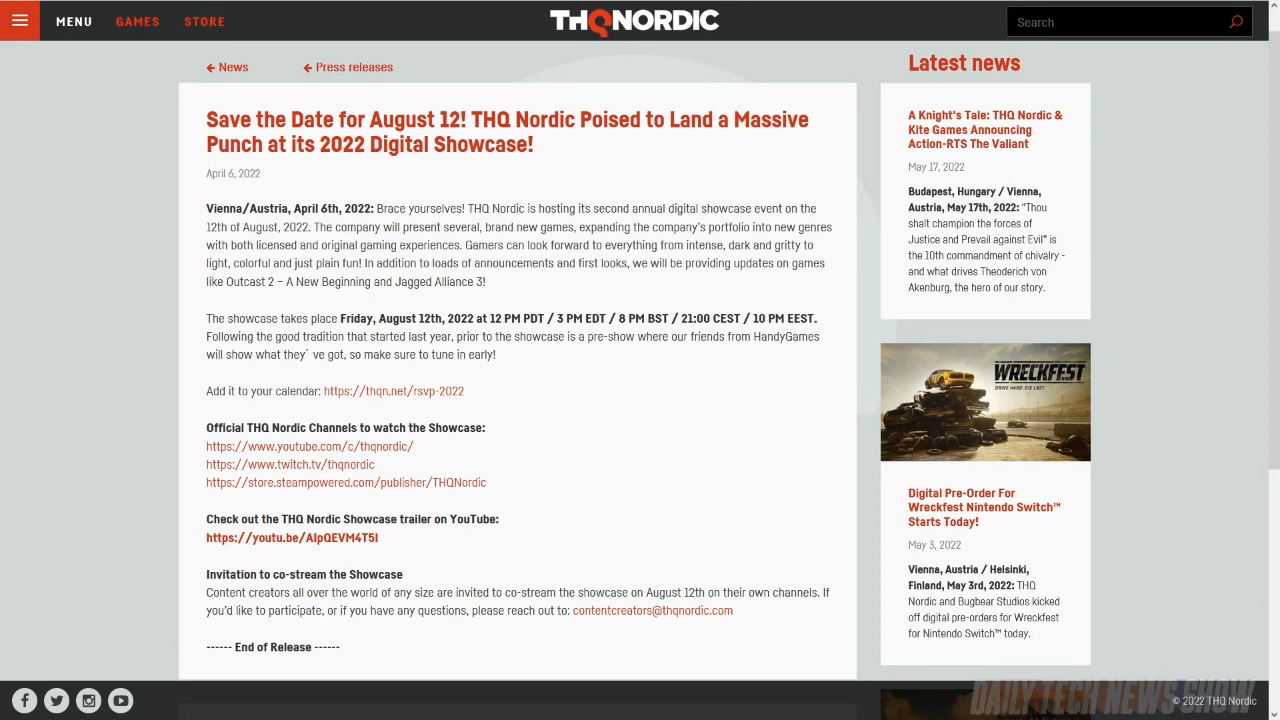 MENU GAMES STORE
THQNORDIC
Search
News
Press releases
Save the Date for August 12! THQ Nordic Poised to Land a Massive
Punch at its 2022 Digital Showcase!
April 6, 2022
Vienna/Austria, April 6th, 2022: Brace yourselves! THQ Nordic is hosting its second annual digital showcase event on the
12th of August, 2022. The company will present several, brand new games, expanding the company's portfolio into new genres
with both licensed and original gaming experiences. Gamers can look forward to everything from intense, dark and gritty to
light, colorful and just plain fun! In addition to loads of announcements and first looks, we will be providing updates on games
like Outcast 2 – A New Beginning and Jagged Alliance 3!
The showcase takes place Friday, August 12th, 2022 at 12 PM PDT / 3 PM EDT / 8 PM BST / 21:00 CEST / 10 PM EEST.
Following the good tradition that started last year, prior to the showcase is a pre-show where our friends from HandyGames
will show what they´ ve got, so make sure to tune in early!
Add it to your calendar: https://thqn.net/rsvp-2022
Official THQ Nordic Channels to watch the Showcase:
https://www.youtube.com/c/thqnordic/
https://www.twitch.tv/thqnordic
https://store.steampowered.com/publisher/THQNordic
Check out the THQ Nordic Showcase trailer on YouTube:
https://youtu.be/AIpQEVM4T5I
Invitation to co-stream the Showcase
Content creators all over the world of any size are invited to co-stream the showcase on August 12th on their own channels. If
you'd like to participate, or if you have any questions, please reach out to: contentcreators@thqnordic.com
------ End of Release ------
Latest news
A Knight's Tale: THQ Nordic &
Kite Games Announcing
Action-RTS The Valiant
May 17, 2022
Budapest, Hungary / Vienna,
Austria, May 17th, 2022: "Thou
shalt champion the forces of
Justice and Prevail against Evil" is
the 10th commandment of chivalry -
and what drives Theoderich von
Akenburg, the hero of our story.
WRECKFEST
DRIVE HARD. DIE LAST.
Digital Pre-Order For
Wreckfest Nintendo Switch™
Starts Today!
May 3, 2022
Vienna, Austria / Helsinki,
Finland, May 3rd, 2022: THQ
Nordic and Bugbear Studios kicked
off digital pre-orders for Wreckfest
for Nintendo Switch™ today.
DAILY TECH NEWS SHOW
© 2022 THQ Nordic